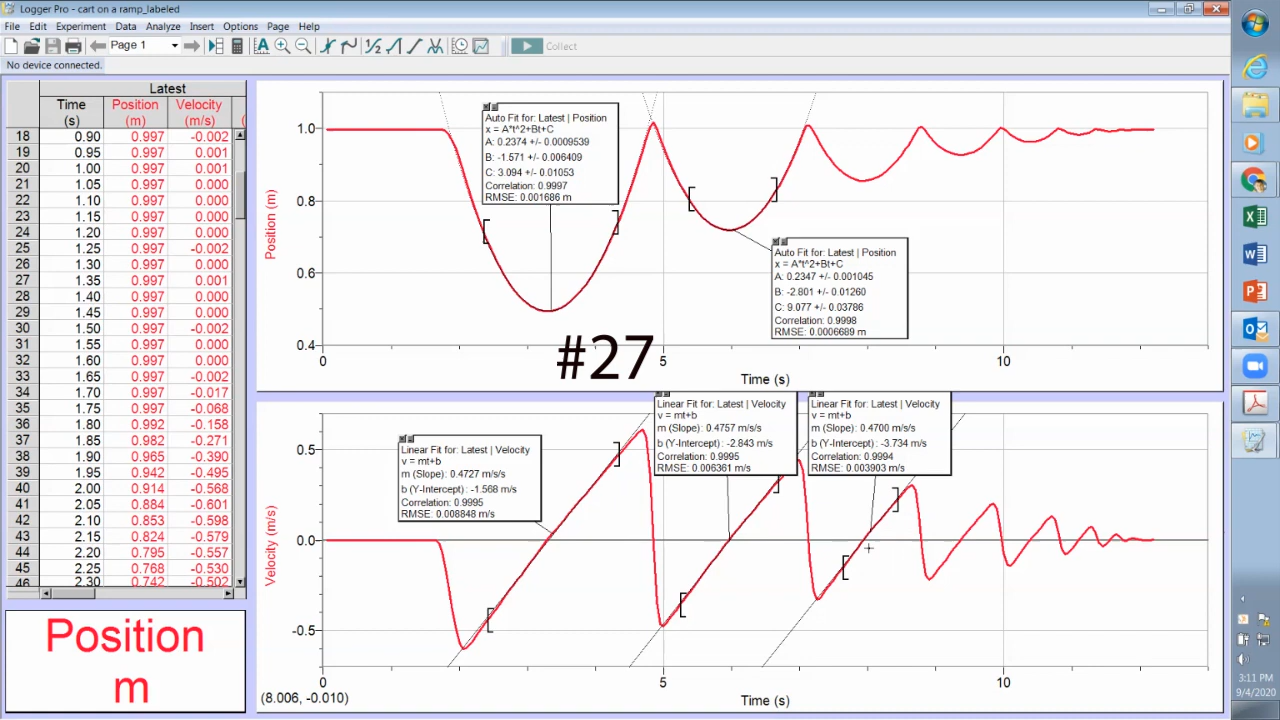 Logger Pro - cart on a ramp_labeled
File Edit Experiment Data Analyze Insert Options Page Help
Page 1
Collect
No device connected.
Latest
Time Position Velocity
(s) (m) (m/s)
18 0.90 0.997 -0.002
19 0.95 0.997 0.001
20 1.00 0.997 0.001
21 1.05 0.997 0.000
22 1.10 0.997 0.000
23 1.15 0.997 0.000
24 1.20 0.997 0.000
25 1.25 0.997 -0.002
26 1.30 0.997 0.000
27 1.35 0.997 0.001
28 1.40 0.997 0.000
29 1.45 0.997 0.000
30 1.50 0.997 -0.002
31 1.55 0.997 0.000
32 1.60 0.997 0.000
33 1.65 0.997 -0.002
34 1.70 0.997 -0.017
35 1.75 0.997 -0.068
36 1.80 0.992 -0.156
37 1.85 0.982 -0.271
38 1.90 0.965 -0.390
39 1.95 0.942 -0.495
40 2.00 0.914 -0.568
41 2.05 0.884 -0.601
42 2.10 0.853 -0.598
43 2.15 0.824 -0.579
44 2.20 0.795 -0.557
45 2.25 0.768 -0.530
46 2.30 0.742 -0.502
Position
m
Position (m)
1.0
0.8
0.6
0.4
Auto Fit for: Latest | Position
x = A*t^2+Bt+C
A: 0.2374 +/- 0.0009539
B: -1.571 +/- 0.006409
C: 3.094 +/- 0.01053
Correlation: 0.9997
RMSE: 0.001686 m
Auto Fit for: Latest | Position
x = A*t^2+Bt+C
A: 0.2347 +/- 0.001045
B: -2.801 +/- 0.01260
C: 9.077 +/- 0.03786
Correlation: 0.9998
RMSE: 0.0006689 m
#27
0 5 10
Time (s)
Velocity (m/s)
0.5
0.0
-0.5
Linear Fit for: Latest | Velocity
v = mt+b
m (Slope): 0.4727 m/s/s
b (Y-Intercept) : -1.568 m/s
Correlation: 0.9995
RMSE: 0.008848 m/s
Linear Fit for: Latest | Velocity
v = mt+b
m (Slope): 0.4757 m/s/s
b (Y-Intercept): -2.843 m/s
Correlation: 0.9995
RMSE: 0.006361 m/s
Linear Fit for: Latest | Velocity
v = mt+b
m (Slope): 0.4700 m/s/s
b (Y-Intercept): -3.734 m/s
Correlation: 0.9994
RMSE: 0.003903 m/s
0 5 10
(8.006, -0.010)
Time (s)
3:11 PM
9/4/2020